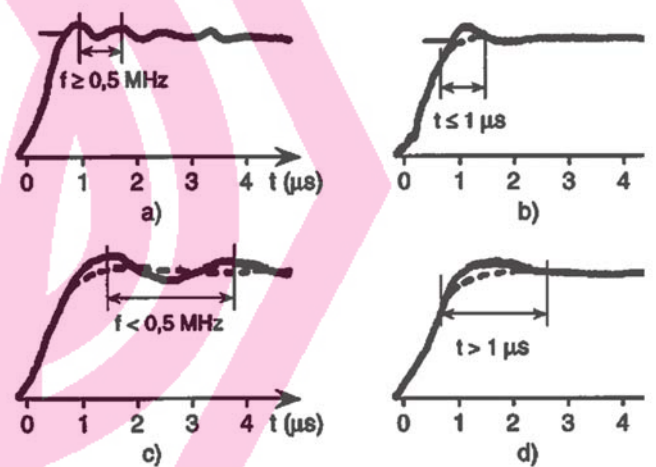 f ≥ 0,5 MHz
0 1 2 3 4 t (µs)
a)
t ≤ 1 µs
0 1 2 3 4
b)
f < 0,5 MHz
0 1 2 3 4 t (µs)
c)
t > 1 µs
0 1 2 3 4
d)